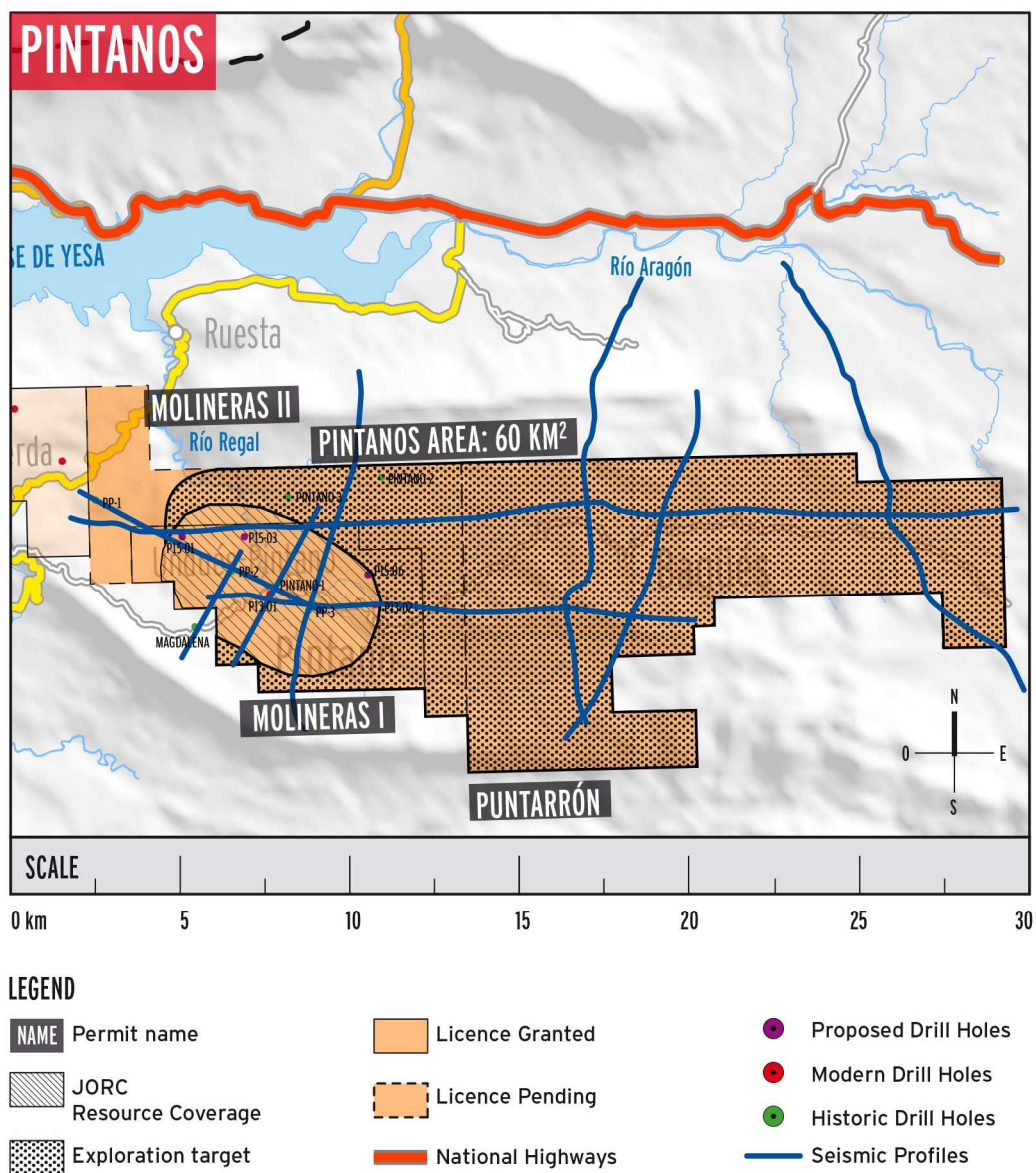 PINTANOS
SE DE YESA
Río Aragón
Ruesta
MOLINERAS II
Río Regal
PINTANOS AREA: 60 KM²
rda
PINTANO-2
PP-1
PINTANO-3
P15-01
P15-03
PP-2
P15-06
PINTANO-1
P13-01
PP-3
MAGDALENA
MOLINERAS I
PUNTARRÓN
N
O
E
S
SCALE
0 km 5 10 15 20 25 30
LEGEND
NAME Permit name
JORC
Resource Coverage
Exploration target
Licence Granted
Licence Pending
National Highways
Proposed Drill Holes
Modern Drill Holes
Historic Drill Holes
Seismic Profiles